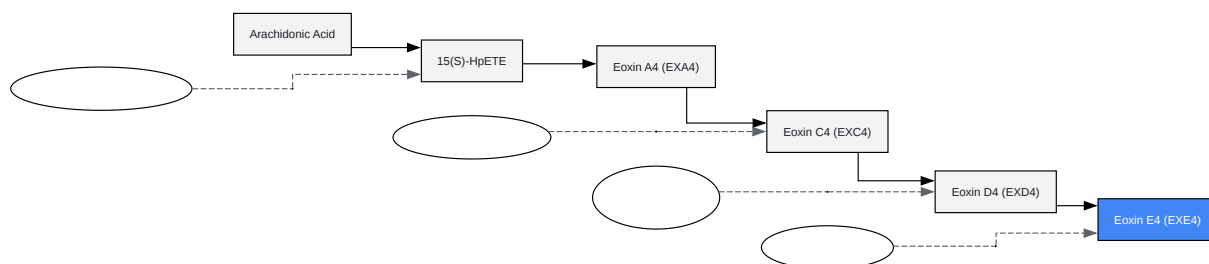 Arachidonic Acid
15(S)-HpETE
Eoxin A4 (EXA4)
Eoxin C4 (EXC4)
Eoxin D4 (EXD4)
Eoxin E4 (EXE4)